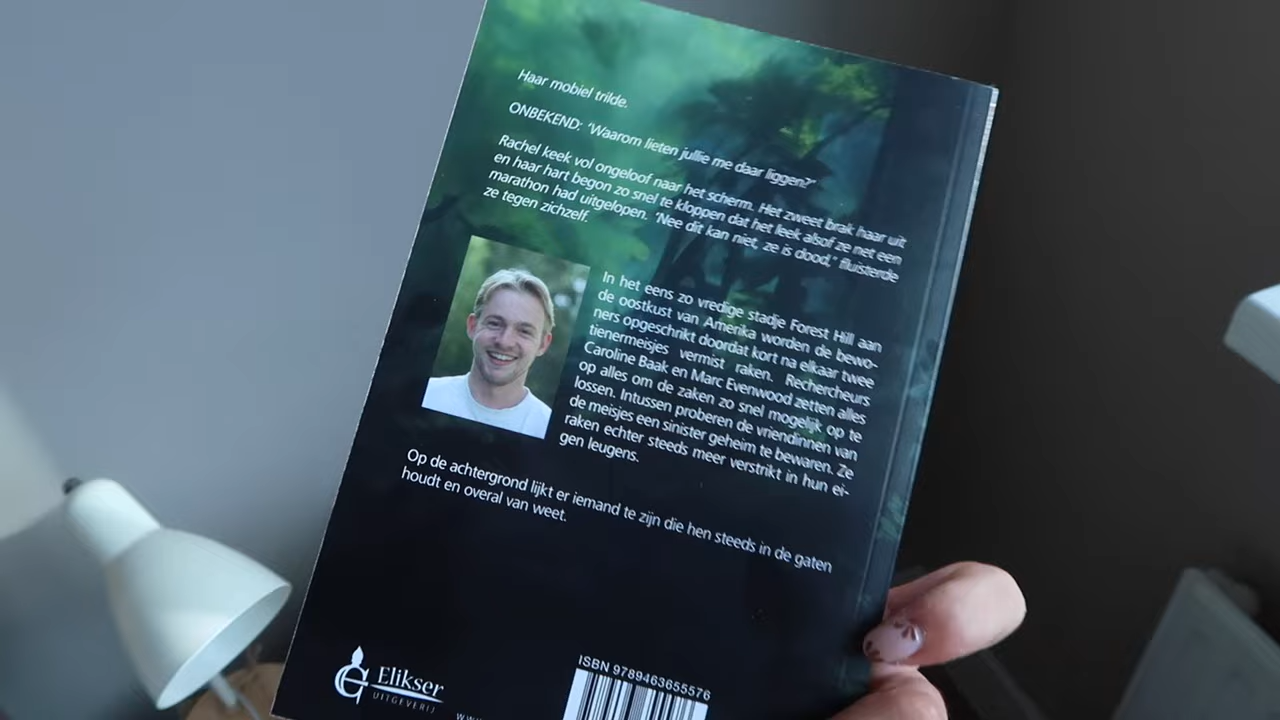 Haar mobiel trilde.
ONBEKEND: "Waarom lieten jullie me daar liggen?"
Rachel keek vol ongeloof naar het scherm. Het zweet brak haar uit
en haar hart begon zo snel te kloppen dat het leek alsof ze net een
marathon had uitgelopen. "Nee dit kan niet, ze is dood," fluisterde
ze tegen zichzelf.
In het eens zo vredige stadje Forest Hill aan
de oostkust van Amerika worden de bewo-
ners opgeschrikt doordat kort na elkaar twee
tienermeisjes vermist raken. Rechercheurs
Caroline Baak en Marc Evenwood zetten alles
op alles om de zaken zo snel mogelijk op te
lossen. Intussen proberen de vriendinnen van
de meisjes een sinister geheim te bewaren. Ze
raken echter steeds meer verstrikt in hun ei-
gen leugens.
Op de achtergrond lijkt er iemand te zijn die hen steeds in de gaten
houdt en overal van weet.
Elikser
UITGEVERIJ
ISBN 9789463655576